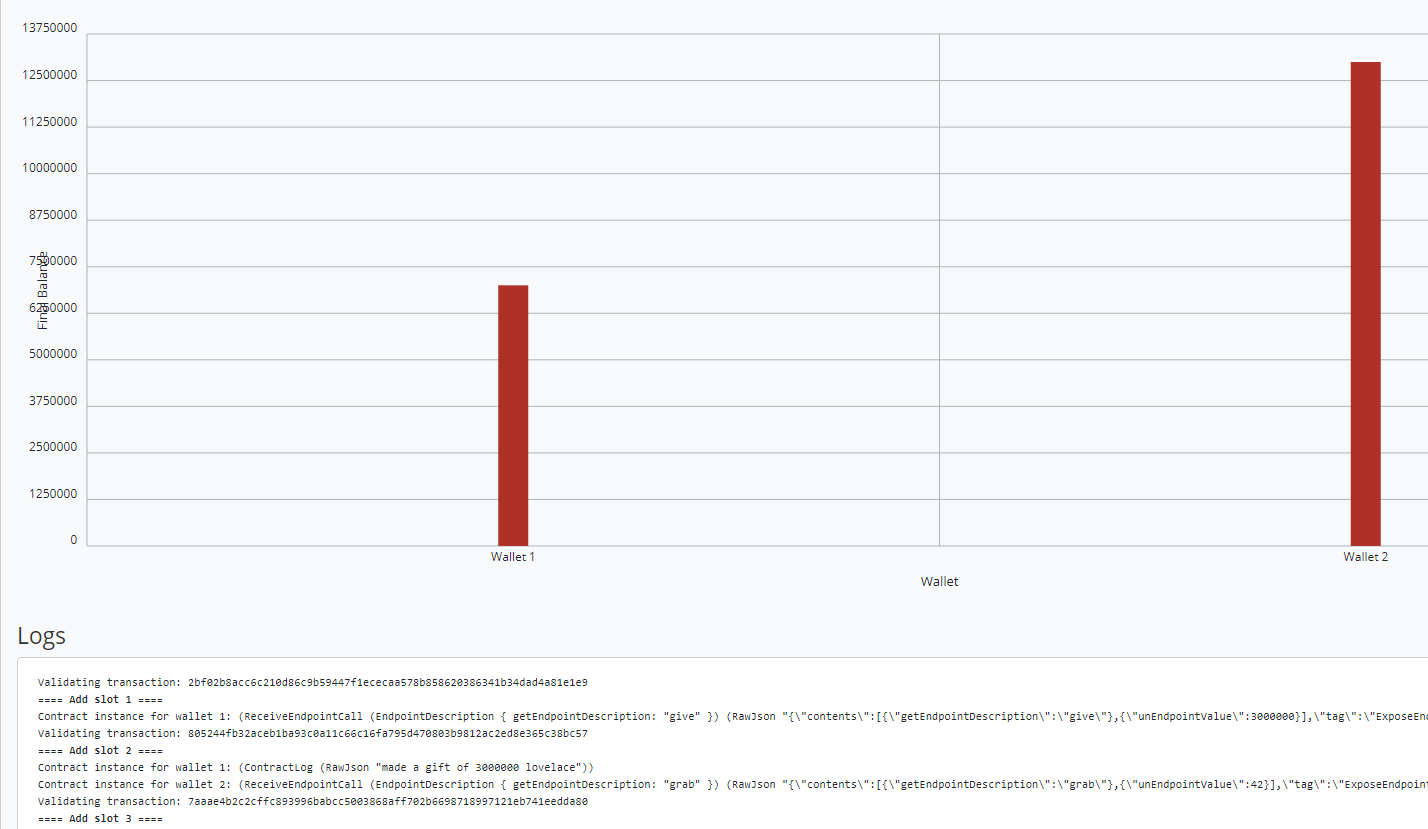 13750000
12500000
11250000
10000000
8750000
7500000
6250000
5000000
3750000
2500000
1250000
0
Final Balance
Wallet 1
Wallet 2
Wallet
Logs
Validating transaction: 2bf02b8acc6c210d86c9b59447f1ececaa578b858620386341b34dad4a81e1e9
==== Add slot 1 ====
Contract instance for wallet 1: (ReceiveEndpointCall (EndpointDescription { getEndpointDescription: "give" }) (RawJson "{\"contents\":[{\"getEndpointDescription\":\"give\"},{\"unEndpointValue\":3000000}],\"tag\":\"ExposeEn
Validating transaction: 805244fb32aceb1ba93c0a11c66c16fa795d470803b9812ac2ed8e365c38bc57
==== Add slot 2 ====
Contract instance for wallet 1: (ContractLog (RawJson "made a gift of 3000000 lovelace"))
Contract instance for wallet 2: (ReceiveEndpointCall (EndpointDescription { getEndpointDescription: "grab" }) (RawJson "{\"contents\":[{\"getEndpointDescription\":\"grab\"},{\"unEndpointValue\":42}],\"tag\":\"ExposeEndpoint
Validating transaction: 7aaae4b2c2cffc893996babcc5003868aff702b6698718997121eb741eedda80
==== Add slot 3 ====